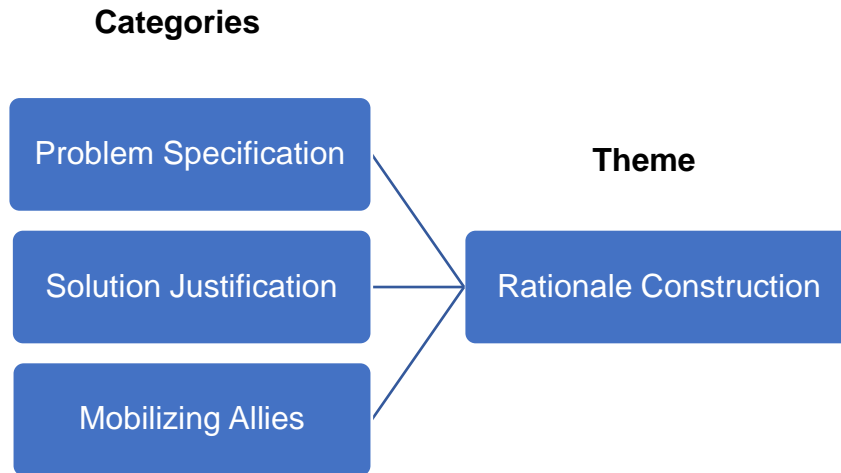 Categories
Problem Specification
Theme
Solution Justification
Rationale Construction
Mobilizing Allies